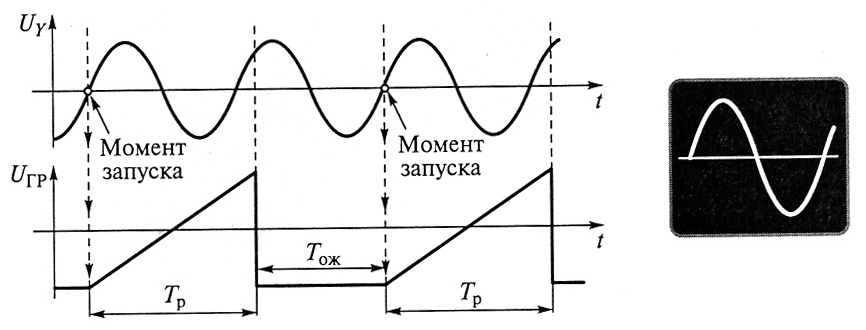 U_Y
t
Момент
запуска
Момент
запуска
U_ГР
t
T_ож
T_р
T_р